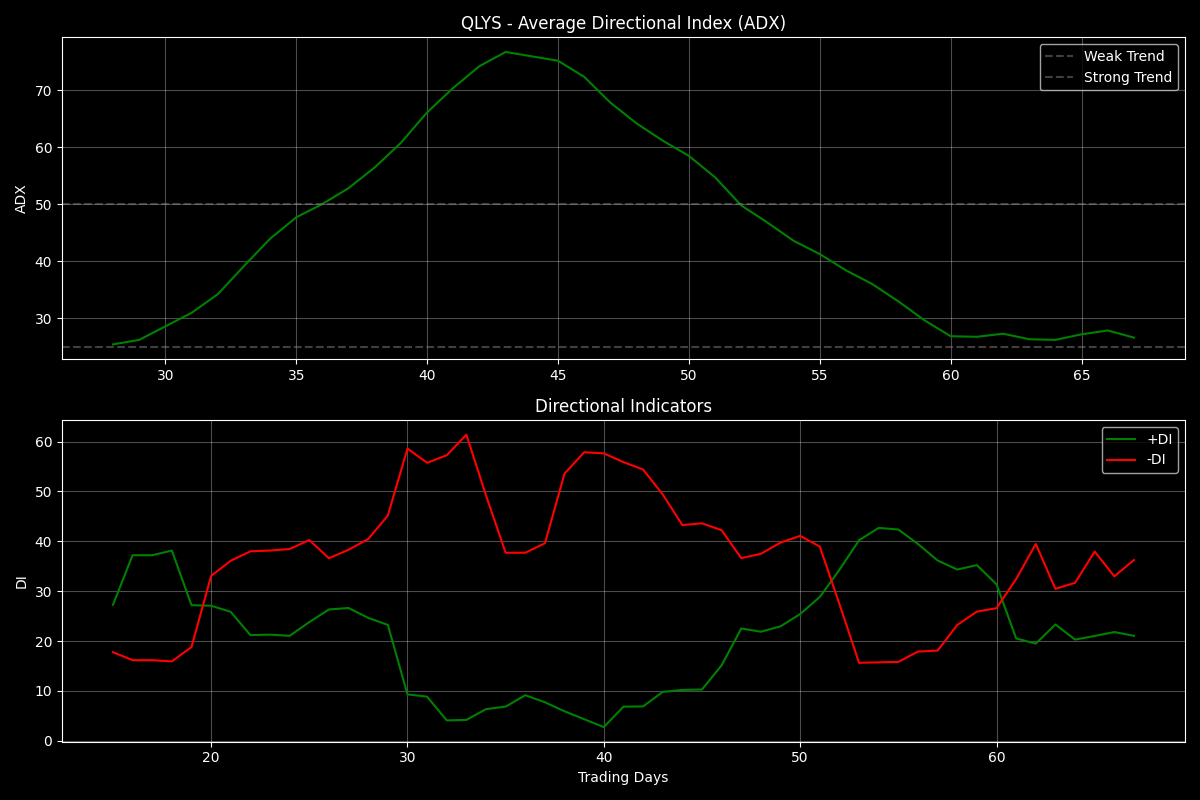 QLYS - Average Directional Index (ADX)
Weak Trend
Strong Trend
ADX
70
60
50
40
30
30 35 40 45 50 55 60 65
Directional Indicators
+DI
-DI
DI
60
50
40
30
20
10
0
20 30 40 50 60
Trading Days